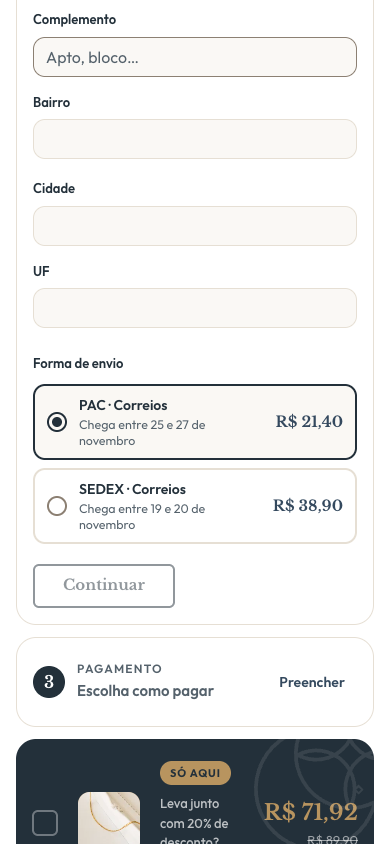 Complemento
Apto, bloco...
Bairro
Cidade
UF
Forma de envio
PAC · Correios
Chega entre 25 e 27 de
novembro
R$ 21,40
SEDEX · Correios
Chega entre 19 e 20 de
novembro
R$ 38,90
Continuar
3
PAGAMENTO
Escolha como pagar
Preencher
SÓ AQUI
Leva junto
com 20% de
desconto?
R$ 71,92
R$ 89,90